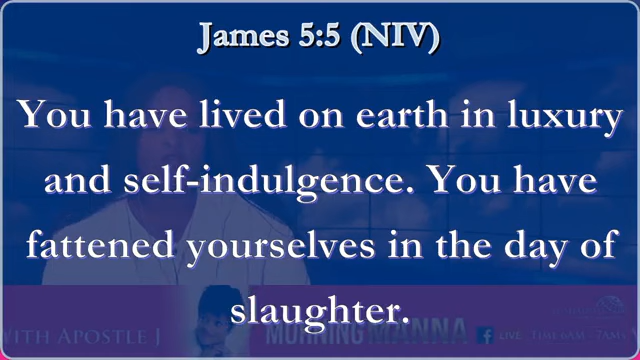 James 5:5 (NIV)
You have lived on earth in luxury
and self-indulgence. You have
fattened yourselves in the day of
slaughter.
WITH APOSTLE J
MORNING MANNA
LIVE